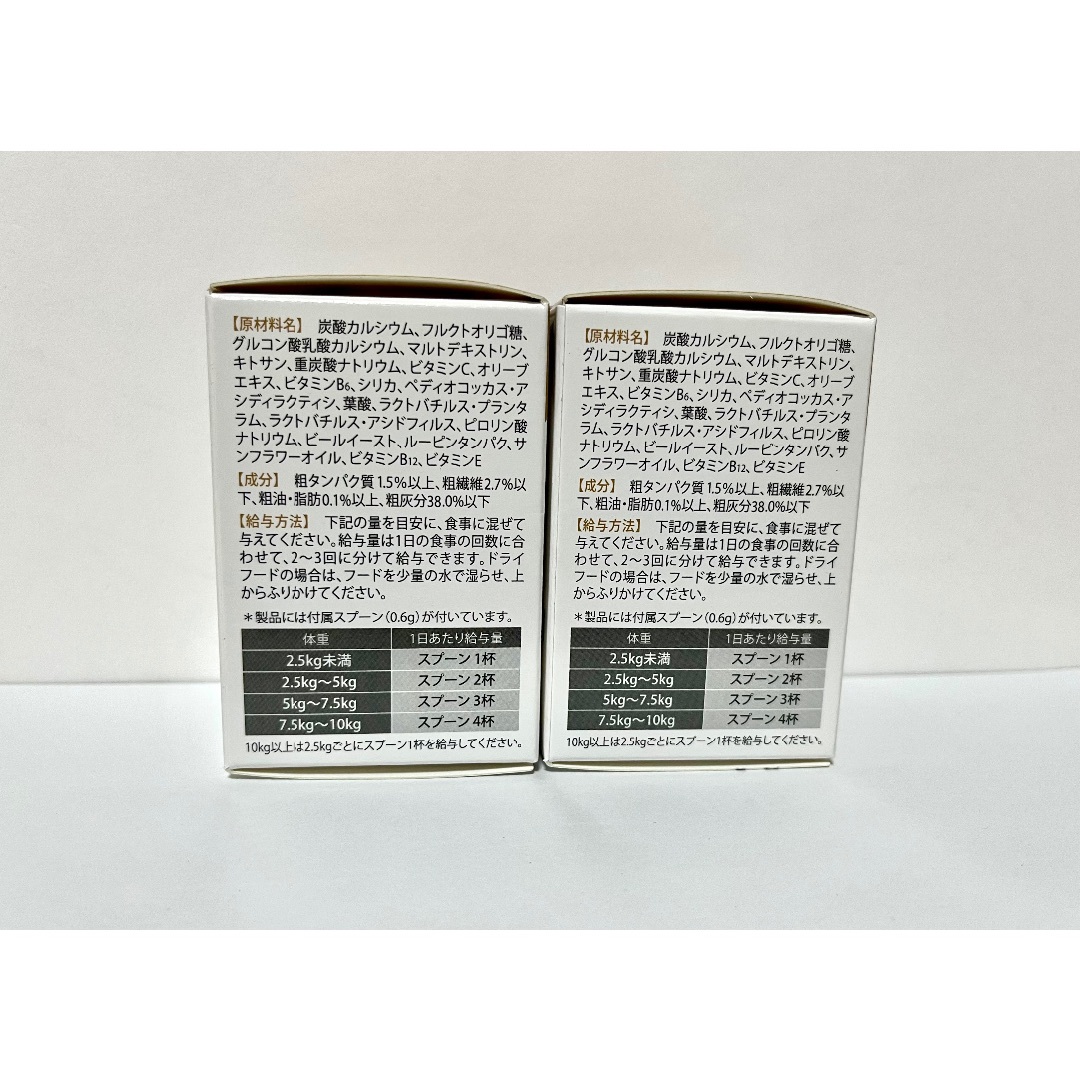 【原材料名】 炭酸カルシウム、フルクトオリゴ糖、
グルコン酸乳酸カルシウム、マルトデキストリン、
キトサン、重炭酸ナトリウム、ビタミンC、オリーブ
エキス、ビタミンB6、シリカ、ペディオコッカス・ア
シディラクティシ、葉酸、ラクトバチルス・プランタ
ラム、ラクトバチルス・アシドフィルス、ピロリン酸
ナトリウム、ビールイースト、ルーピンタンパク、サ
ンフラワーオイル、ビタミンB12、ビタミンE
【成分】 粗タンパク質1.5%以上、粗繊維2.7%以
下、粗油・脂肪0.1%以上、粗灰分38.0%以下
【給与方法】 下記の量を目安に、食事に混ぜて
与えてください。給与量は1日の食事の回数に合
わせて、2〜3回に分けて給与できます。ドライ
フードの場合は、フードを少量の水で湿らせ、上
からふりかけてください。
＊製品には付属スプーン(0.6g)が付いています。
体重 1日あたり給与量
2.5kg未満 スプーン1杯
2.5kg〜5kg スプーン2杯
5kg〜7.5kg スプーン3杯
7.5kg〜10kg スプーン4杯
10kg以上は2.5kgごとにスプーン1杯を給与してください。
【原材料名】 炭酸カルシウム、フルクトオリゴ糖、
グルコン酸乳酸カルシウム、マルトデキストリン、
キトサン、重炭酸ナトリウム、ビタミンC、オリーブ
エキス、ビタミンB6、シリカ、ペディオコッカス・ア
シディラクティシ、葉酸、ラクトバチルス・プランタ
ラム、ラクトバチルス・アシドフィルス、ピロリン酸
ナトリウム、ビールイースト、ルーピンタンパク、サ
ンフラワーオイル、ビタミンB12、ビタミンE
【成分】 粗タンパク質1.5%以上、粗繊維2.7%以
下、粗油・脂肪0.1%以上、粗灰分38.0%以下
【給与方法】 下記の量を目安に、食事に混ぜて
与えてください。給与量は1日の食事の回数に合
わせて、2〜3回に分けて給与できます。ドライ
フードの場合は、フードを少量の水で湿らせ、上
からふりかけてください。
＊製品には付属スプーン(0.6g)が付いています。
体重 1日あたり給与量
2.5kg未満 スプーン1杯
2.5kg〜5kg スプーン2杯
5kg〜7.5kg スプーン3杯
7.5kg〜10kg スプーン4杯
10kg以上は2.5kgごとにスプーン1杯を給与してください。